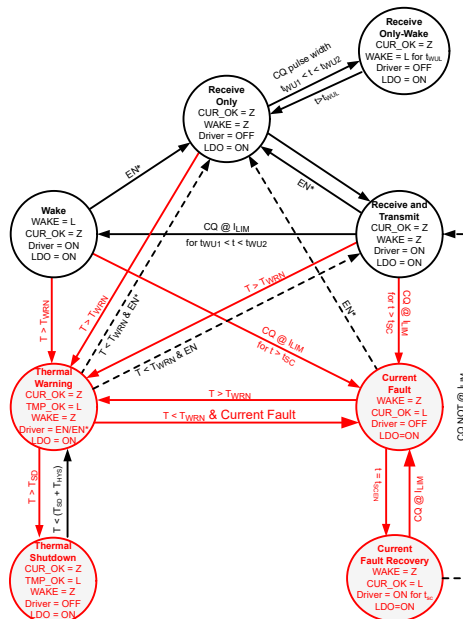 Receive
Only-Wake
CUR_OK = Z
WAKE = L for tWUL
Driver = OFF
LDO = ON
CQ pulse width
tWU1 < t < tWU2
t>tWUL
Receive
Only
CUR_OK = Z
WAKE = Z
Driver = OFF
LDO = ON
EN*
EN*
Wake
WAKE = L
CUR_OK = Z
Driver = ON
LDO = ON
CQ @ ILIM
for tWU1 < t < tWU2
Receive and
Transmit
CUR_OK = Z
WAKE = Z
Driver = ON
LDO = ON
T > TWRN
T > TWRN
T < TWRN & EN*
T < TWRN & EN
T > TWRN
CQ @ ILIM
for t > tSC
EN*
CQ @ ILIM
for t > tSC
Thermal
Warning
CUR_OK = Z
TMP_OK = L
WAKE = Z
Driver = EN/EN*
LDO = ON
T > TWRN
T < TWRN & Current Fault
Current
Fault
WAKE = Z
CUR_OK = L
Driver = OFF
LDO=ON
CQ NOT @ ILIM
T > TSD
T < (TSD + THYS)
t = tSCEN
CQ @ ILIM
Thermal
Shutdown
CUR_OK = Z
TMP_OK = L
WAKE = Z
Driver = OFF
LDO = ON
Current
Fault Recovery
WAKE = Z
CUR_OK = L
Driver = ON for tSC
LDO=ON